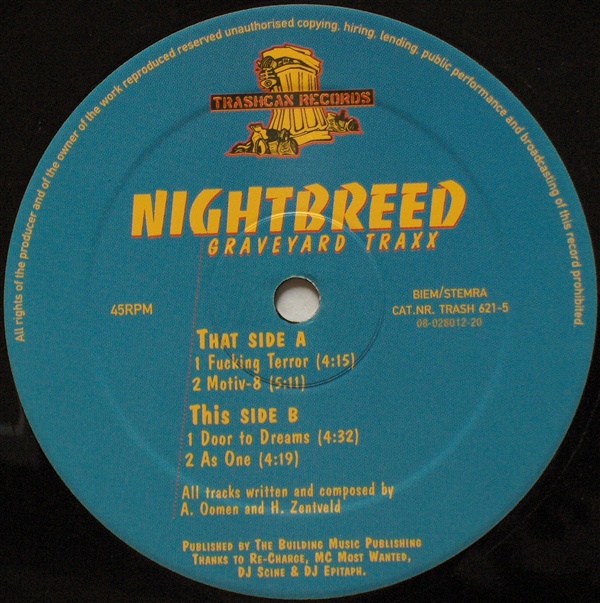 All rights of the producer and of the owner of the work reproduced reserved unauthorised copying, hiring, lending, public performance and broadcasting of this record prohibited.
TRASHCAN RECORDS
NIGHTBREED
GRAVEYARD TRAXX
45RPM
BIEM/STEMRA
CAT.NR. TRASH 621-5
08-028012-20
THAT SIDE A
1 Fucking Terror (4:15)
2 Motiv-8 (5:11)
This SIDE B
1 Door to Dreams (4:32)
2 As One (4:19)
All tracks written and composed by
A. Oomen and H. Zentveld
PUBLISHED BY THE BUILDING MUSIC PUBLISHING
THANKS TO RE-CHARGE, MC MOST WANTED,
DJ SCINE & DJ EPITAPH.